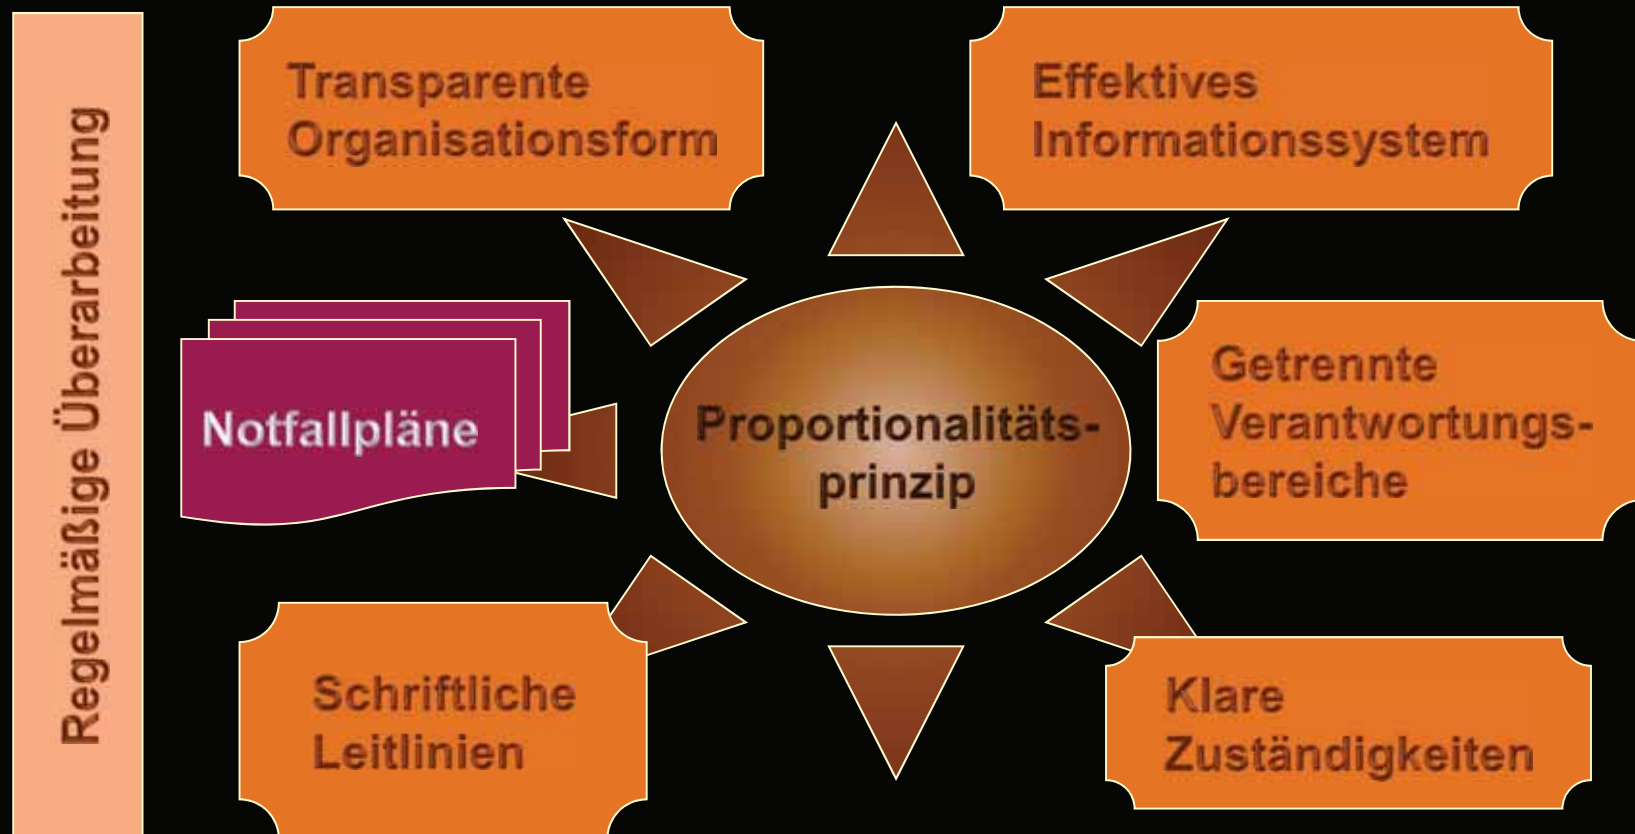 Regelmäßige Überarbeitung
Transparente
Organisationsform
Effektives
Informationssystem
Notfallpläne
Proportionalitäts-
prinzip
Getrennte
Verantwortungs-
bereiche
Schriftliche
Leitlinien
Klare
Zuständigkeiten